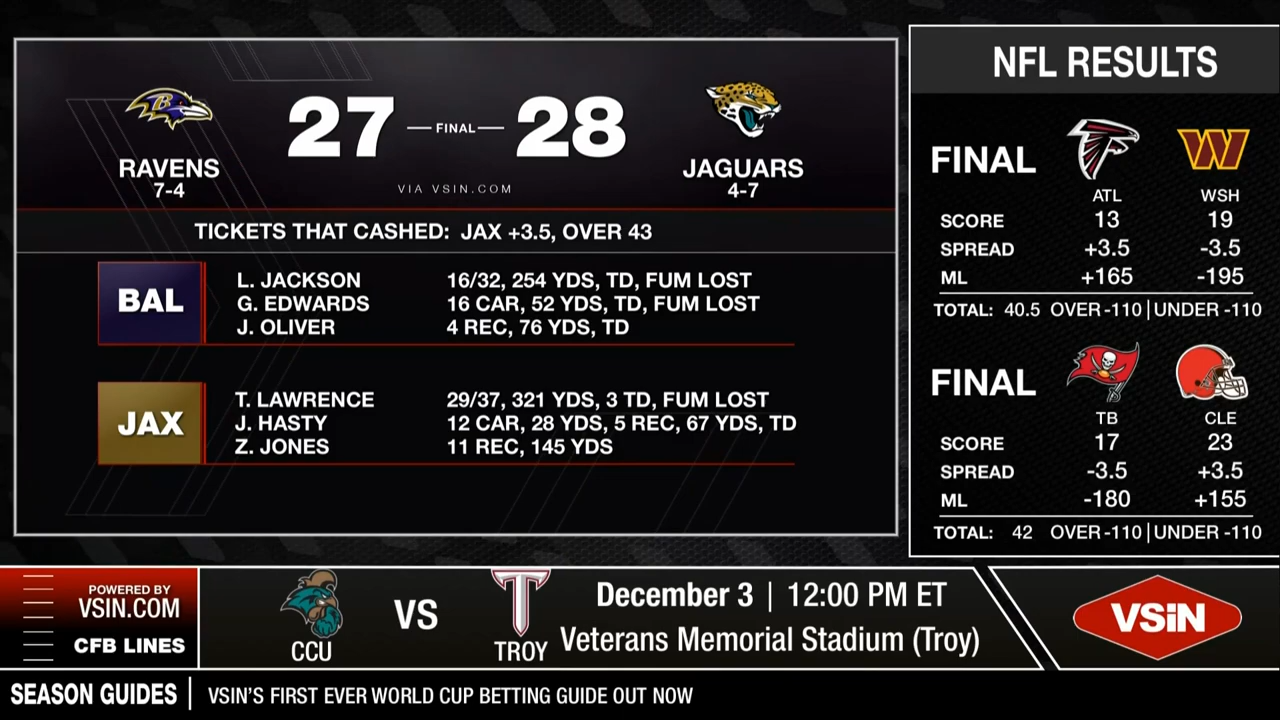 27 — FINAL — 28
RAVENS
7-4
JAGUARS
4-7
VIA VSIN.COM
TICKETS THAT CASHED: JAX +3.5, OVER 43
BAL
L. JACKSON 16/32, 254 YDS, TD, FUM LOST
G. EDWARDS 16 CAR, 52 YDS, TD, FUM LOST
J. OLIVER 4 REC, 76 YDS, TD
JAX
T. LAWRENCE 29/37, 321 YDS, 3 TD, FUM LOST
J. HASTY 12 CAR, 28 YDS, 5 REC, 67 YDS, TD
Z. JONES 11 REC, 145 YDS
NFL RESULTS
FINAL
ATL WSH
SCORE 13 19
SPREAD +3.5 -3.5
ML +165 -195
TOTAL: 40.5 OVER -110 | UNDER -110
FINAL
TB CLE
SCORE 17 23
SPREAD -3.5 +3.5
ML -180 +155
TOTAL: 42 OVER -110 | UNDER -110
POWERED BY
VSIN.COM
CFB LINES
CCU VS TROY
December 3 | 12:00 PM ET
Veterans Memorial Stadium (Troy)
VSiN
SEASON GUIDES | VSIN'S FIRST EVER WORLD CUP BETTING GUIDE OUT NOW